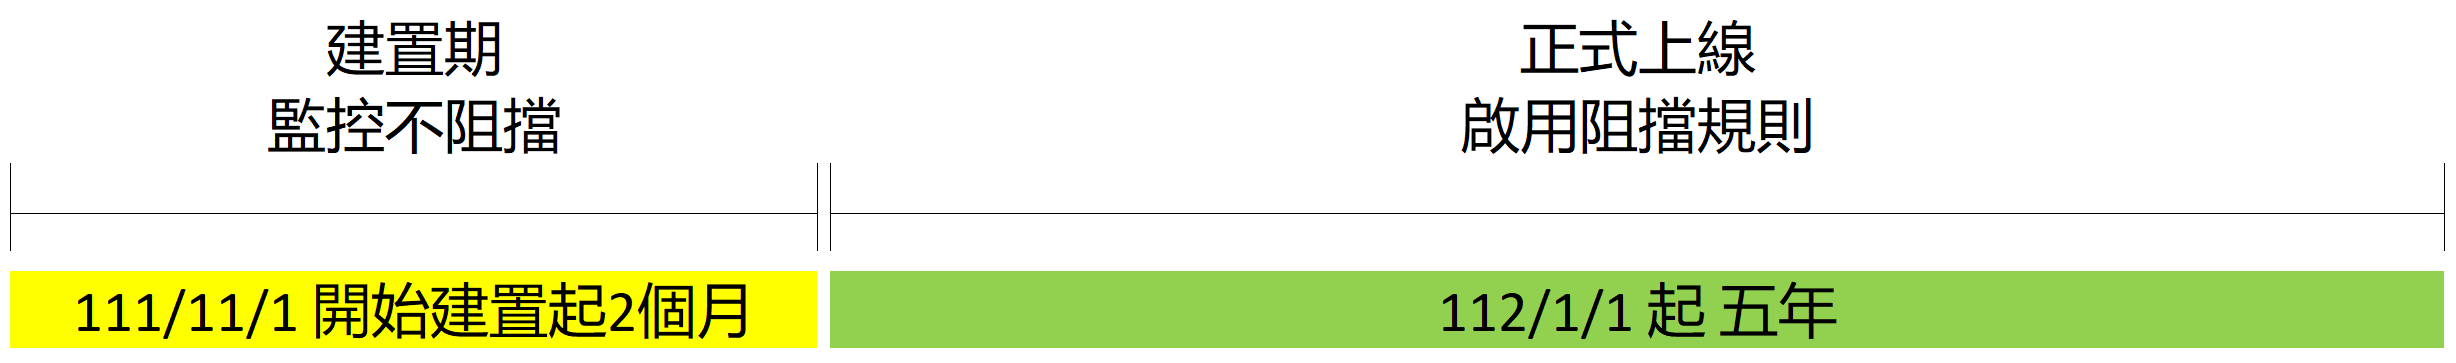 建置期
監控不阻擋
正式上線
啟用阻擋規則
111/11/1 開始建置起2個月
112/1/1 起 五年